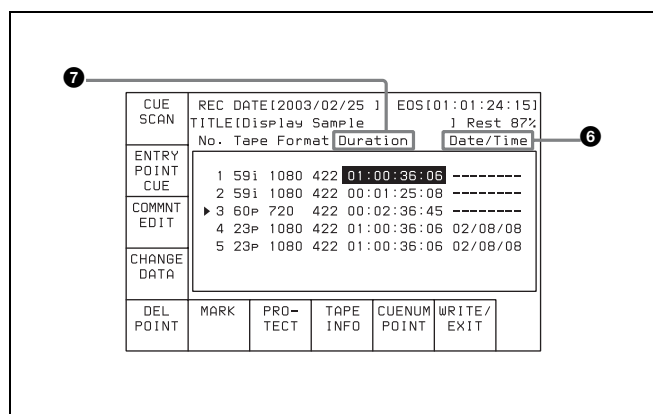 7
6
CUE
SCAN
ENTRY
POINT
CUE
COMMNT
EDIT
CHANGE
DATA
DEL
POINT
REC DATE[2003/02/25 ] EOS[01:01:24:15]
TITLE[Display Sample ] Rest 87%
No. Tape Format Duration Date/Time
1 59i 1080 422 01:00:36:06 --------
2 59i 1080 422 00:01:25:08 --------
▶3 60P 720 422 00:02:36:45 --------
4 23P 1080 422 01:00:36:06 02/08/08
5 23P 1080 422 01:00:36:06 02/08/08
MARK
PRO-
TECT
TAPE
INFO
CUENUM
POINT
WRITE/
EXIT